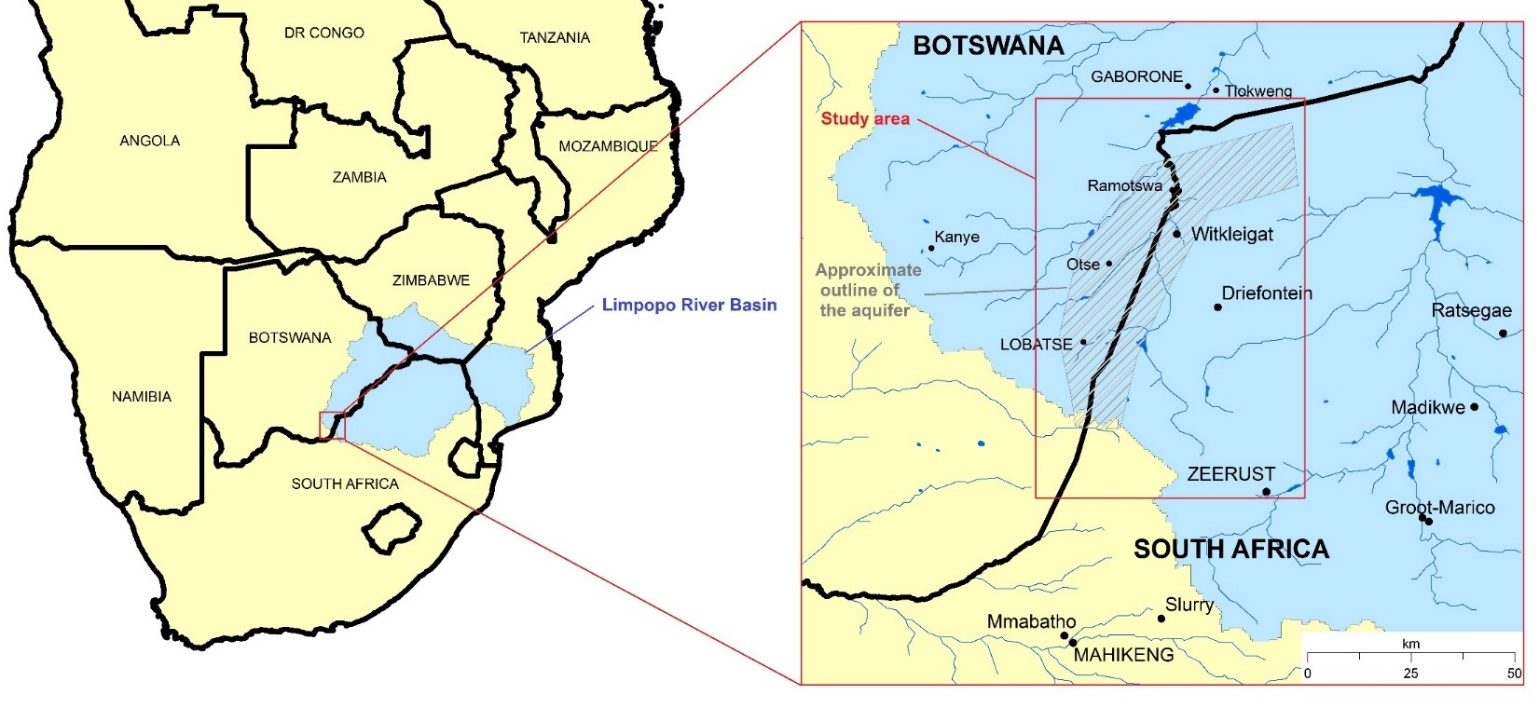 DR CONGO
TANZANIA
ANGOLA
MOZAMBIQUE
ZAMBIA
ZIMBABWE
Limpopo River Basin
BOTSWANA
NAMIBIA
SOUTH AFRICA
BOTSWANA
GABORONE
Tlokweng
Study area
Ramotswa
Kanye
Witkleigat
Otse
Approximate
outline of
the aquifer
Driefontein
Ratsegae
LOBATSE
Madikwe
ZEERUST
Groot-Marico
SOUTH AFRICA
Slurry
Mmabatho
MAHIKENG
km
0 25 50